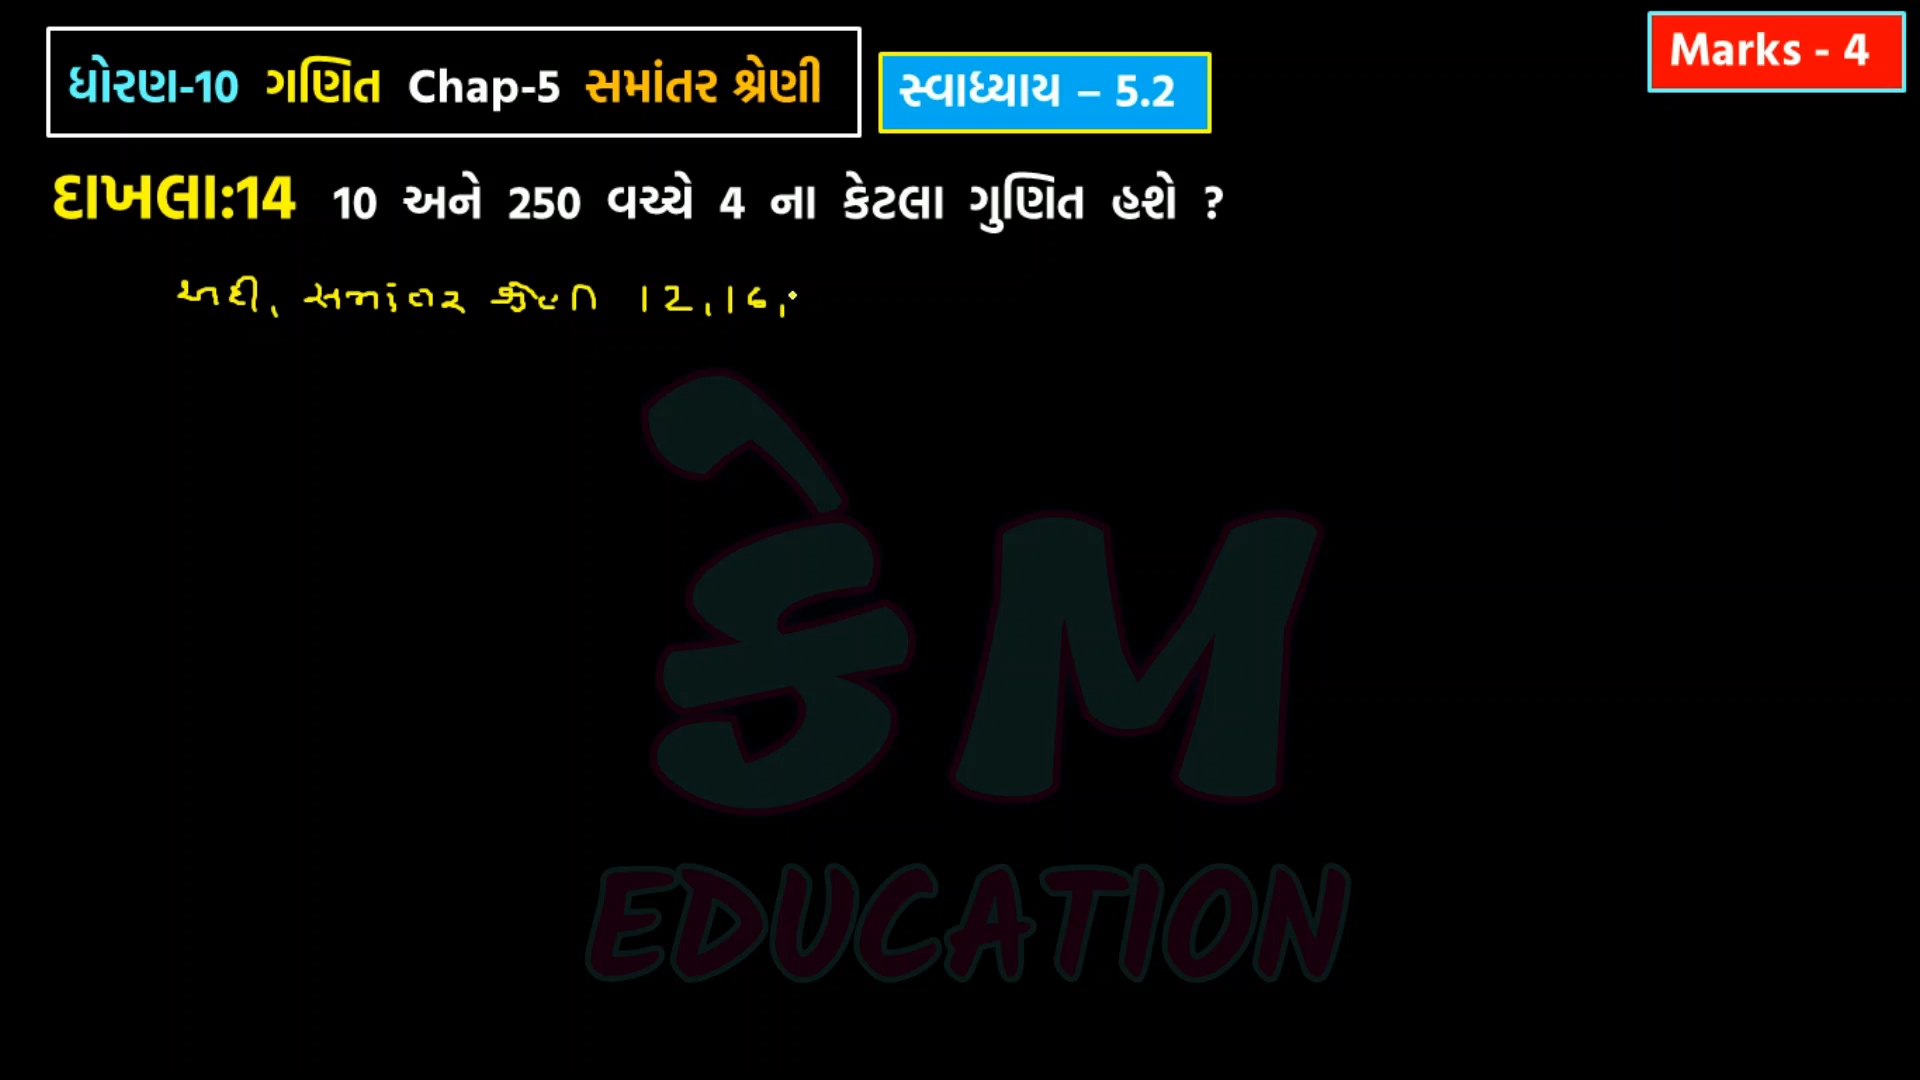 ધોરણ-10 ગણિત Chap-5 સમાંતર શ્રેણી
સ્વાધ્યાય – 5.2
Marks - 4
દાખલા:14 10 અને 250 વચ્ચે 4 ના કેટલા ગુણિત હશે ?
અહી, સમાંતર 12, 16,
કેM
EDUCATION